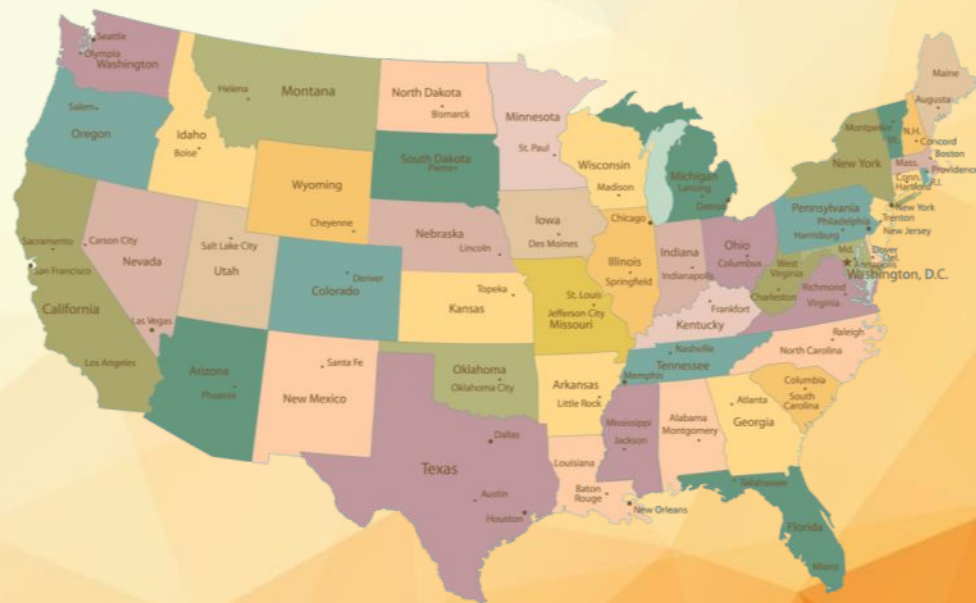 Seattle
Olympia
Washington
Salem
Oregon
Idaho
Boise
Helena
Montana
North Dakota
Bismarck
South Dakota
Pierre
Minnesota
St. Paul
Wisconsin
Madison
Michigan
Lansing
Detroit
Wyoming
Cheyenne
Nebraska
Lincoln
Iowa
Des Moines
Chicago
Illinois
Springfield
Indiana
Indianapolis
Ohio
Columbus
Pennsylvania
Philadelphia
Harrisburg
New York
Montpelier
Vt.
N.H.
Concord
Maine
Augusta
Boston
Mass.
Providence
Conn.
R.I.
Hartford
New York
Trenton
New Jersey
Dover
Del.
Md.
Annapolis
Washington, D.C.
West
Virginia
Charleston
Richmond
Virginia
Sacramento
San Francisco
California
Los Angeles
Carson City
Nevada
Las Vegas
Salt Lake City
Utah
Denver
Colorado
Topeka
Kansas
St. Louis
Jefferson City
Missouri
Frankfort
Kentucky
Nashville
Tennessee
Memphis
Raleigh
North Carolina
Columbia
South
Carolina
Arizona
Phoenix
Santa Fe
New Mexico
Oklahoma
Oklahoma City
Arkansas
Little Rock
Dallas
Texas
Austin
Houston
Louisiana
Baton
Rouge
New Orleans
Mississippi
Jackson
Alabama
Montgomery
Atlanta
Georgia
Tallahassee
Florida
Miami